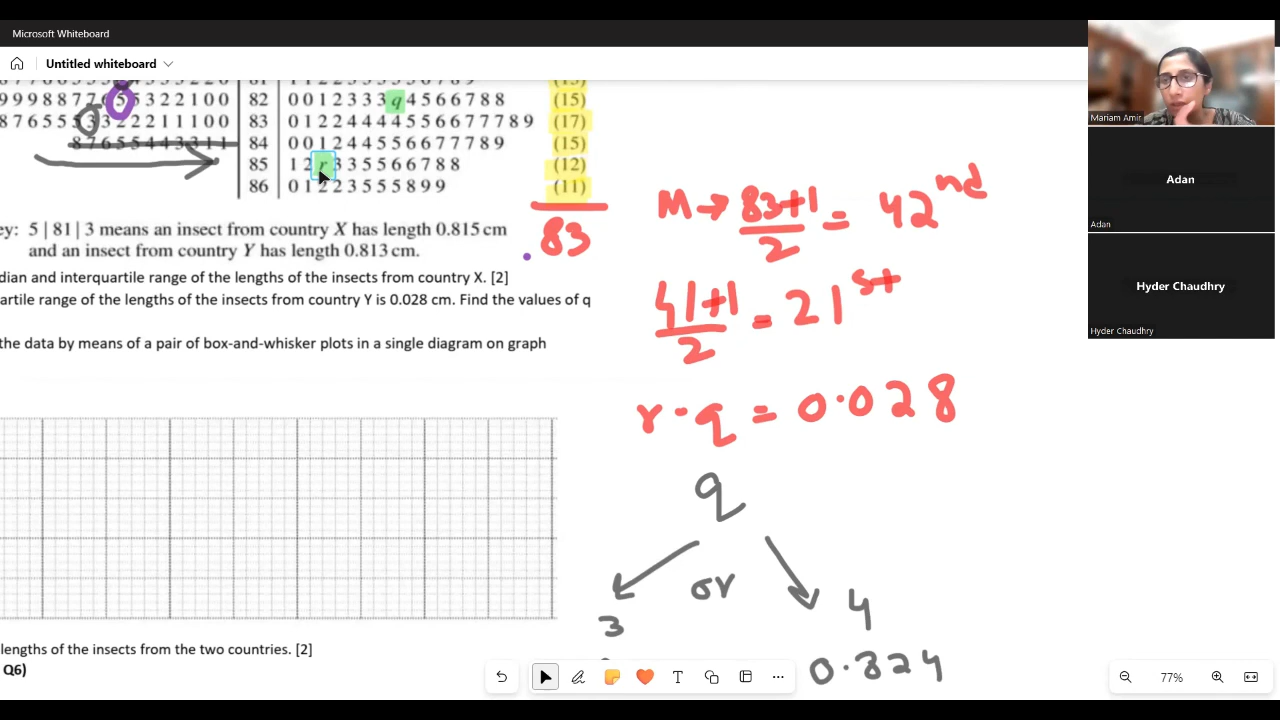 Microsoft Whiteboard
Untitled whiteboard
9 9 9 8 8 7 7 6 5 3 2 2 1 0 0 | 82 | 0 0 1 2 3 3 3 q 4 5 6 6 7 8 8 (15)
8 7 6 5 5 5 3 3 2 2 2 1 1 1 0 0 | 83 | 0 1 2 2 4 4 4 4 5 5 6 6 7 7 7 8 9 (17)
8 7 6 5 5 4 4 3 3 1 1 | 84 | 0 0 1 2 4 4 5 5 6 6 7 7 7 8 9 (15)
85 | 1 2 r 3 3 5 5 6 6 7 8 8 (12)
86 | 0 1 2 2 3 5 5 5 8 9 9 (11)
83
ey: 5 | 81 | 3 means an insect from country X has length 0.815 cm
and an insect from country Y has length 0.813 cm.
dian and interquartile range of the lengths of the insects from country X. [2]
artile range of the lengths of the insects from country Y is 0.028 cm. Find the values of q
the data by means of a pair of box-and-whisker plots in a single diagram on graph
lengths of the insects from the two countries. [2]
Q6)
M → 83+1 / 2 = 42nd
41+1 / 2 = 21st
r - q = 0.028
q
or
3
4
0.824
77%
Mariam Amir
Adan
Adan
Hyder Chaudhry
Hyder Chaudhry